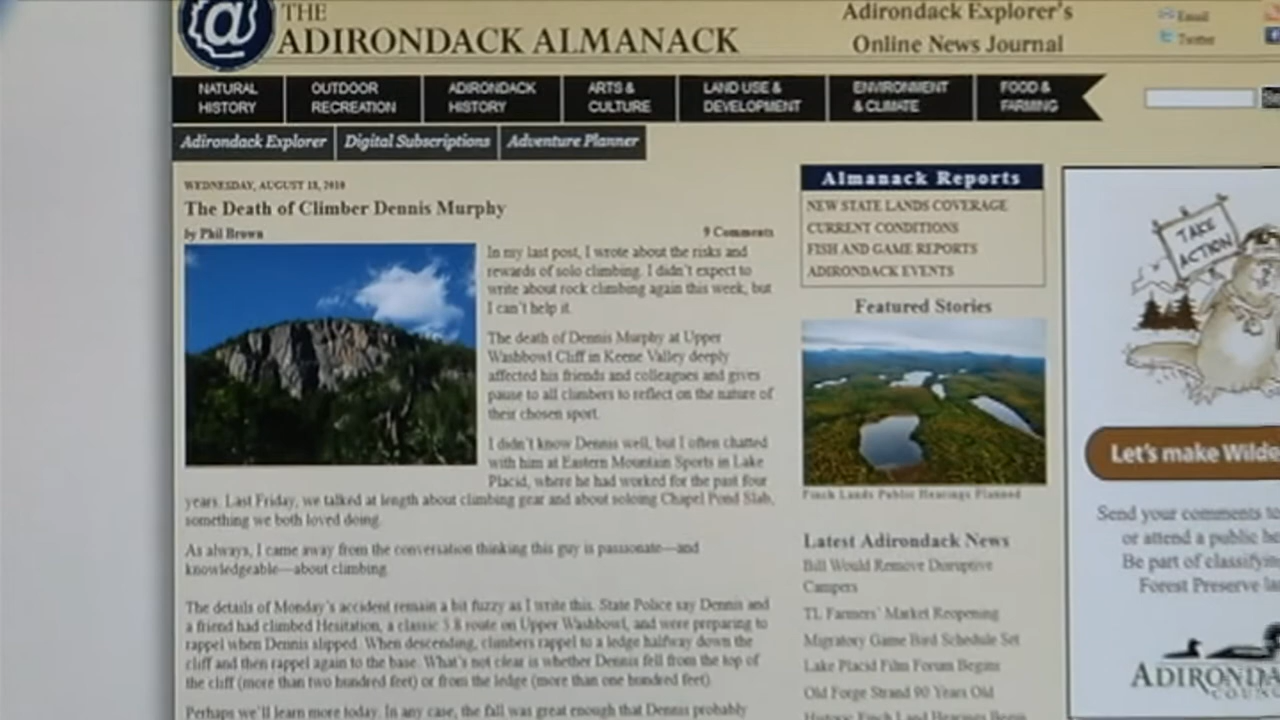 THE
ADIRONDACK ALMANACK
Adirondack Explorer's
Online News Journal
Email
Twitter
NATURAL
HISTORY
OUTDOOR
RECREATION
ADIRONDACK
HISTORY
ARTS &
CULTURE
LAND USE &
DEVELOPMENT
ENVIRONMENT
& CLIMATE
FOOD &
FARMING
Adirondack Explorer
Digital Subscriptions
Adventure Planner
WEDNESDAY, AUGUST 18, 2010
The Death of Climber Dennis Murphy
by Phil Brown
9 Comments
In my last post, I wrote about the risks and
rewards of solo climbing. I didn't expect to
write about rock climbing again this week, but
I can't help it.
The death of Dennis Murphy at Upper
Washbowl Cliff in Keene Valley deeply
affected his friends and colleagues and gives
pause to all climbers to reflect on the nature of
their chosen sport.
I didn't know Dennis well, but I often chatted
with him at Eastern Mountain Sports in Lake
Placid, where he had worked for the past four
years. Last Friday, we talked at length about climbing gear and about soloing Chapel Pond Slab,
something we both loved doing.
As always, I came away from the conversation thinking this guy is passionate—and
knowledgeable—about climbing.
The details of Monday's accident remain a bit fuzzy as I write this. State Police say Dennis and
a friend had climbed Hesitation, a classic 5.8 route on Upper Washbowl, and were preparing to
rappel when Dennis slipped. When descending, climbers rappel to a ledge halfway down the
cliff and then rappel again to the base. What's not clear is whether Dennis fell from the top of
the cliff (more than two hundred feet) or from the ledge (more than one hundred feet).
Perhaps we'll learn more today. In any case, the fall was great enough that Dennis probably
Almanack Reports
NEW STATE LANDS COVERAGE
CURRENT CONDITIONS
FISH AND GAME REPORTS
ADIRONDACK EVENTS
Featured Stories
Finch Lands Public Hearings Planned
Latest Adirondack News
Bill Would Remove Disruptive
Campers
TL Farmers' Market Reopening
Migratory Game Bird Schedule Set
Lake Placid Film Forum Begins
Old Forge Strand 90 Years Old
Historic Finch Land Hearings Begin
TAKE
ACTION
Let's make Wilde
Send your comments to
or attend a public he
Be part of classifyin
Forest Preserve la
ADIRONDA
COUNC